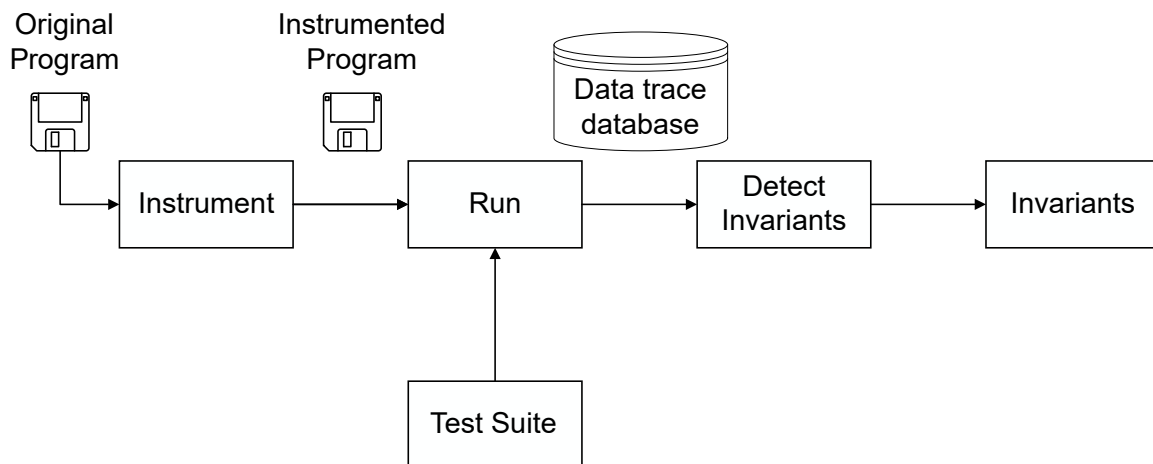 Original
Program
Instrumented
Program
Data trace
database
Instrument
Run
Detect
Invariants
Invariants
Test Suite